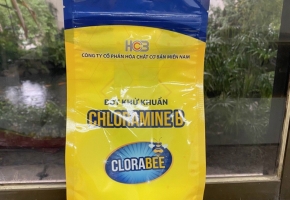 HCB
CÔNG TY CỔ PHẦN HÓA CHẤT CƠ BẢN MIỀN NAM
BỘT KHỬ KHUẨN
CHLORAMINE B
CLORABEE